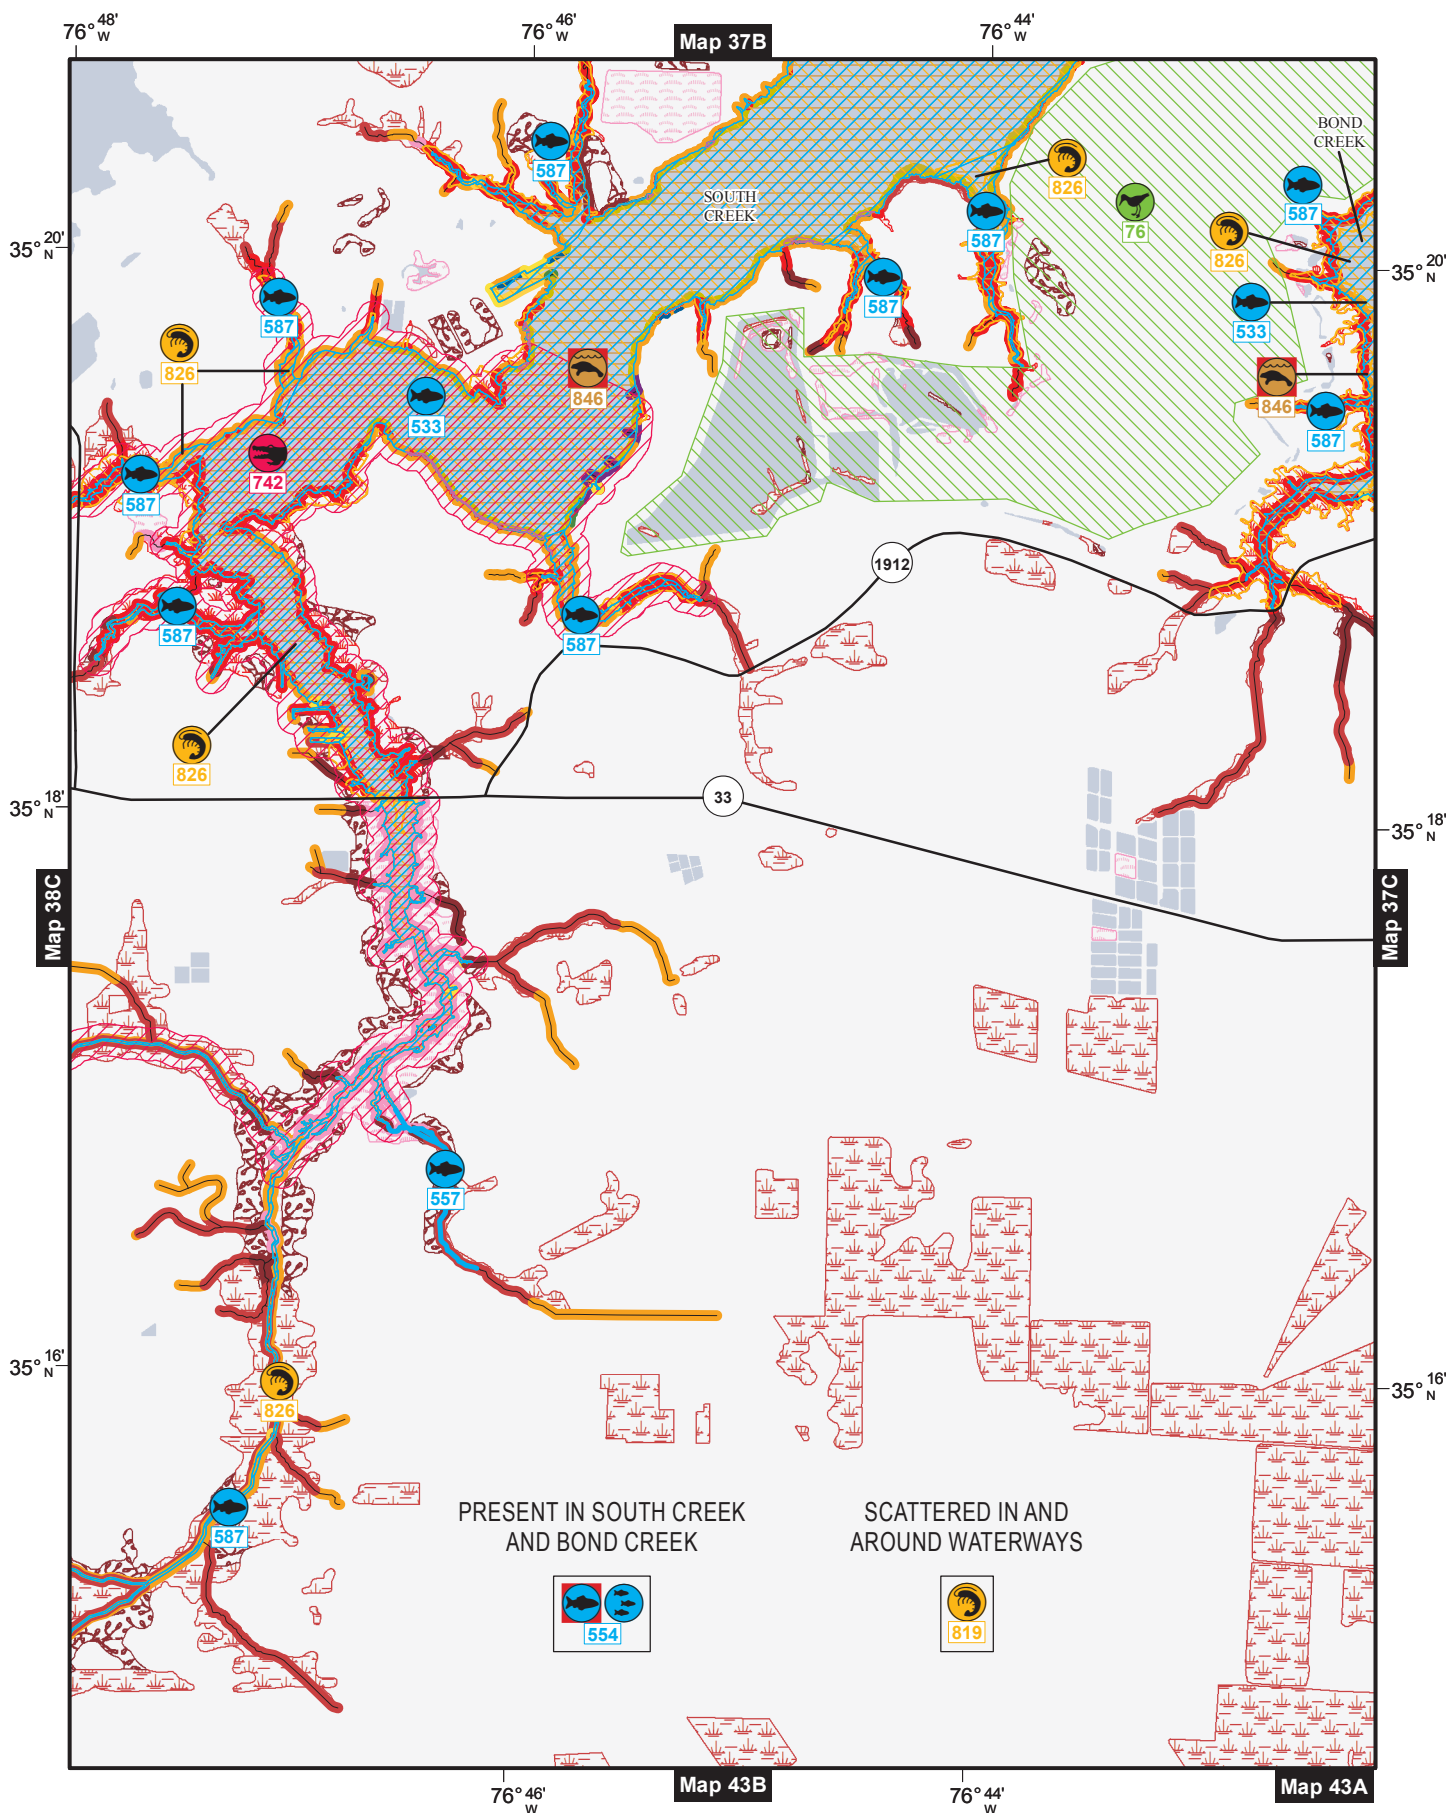 76° 48' W
76° 46' W
Map 37B
76° 44' W
BOND
CREEK
587
826
587
SOUTH
CREEK
76
826
587
35° 20' N
35° 20' N
587
587
533
826
846
846
533
587
742
587
1912
587
587
826
33
35° 18' N
35° 18' N
Map 38C
Map 37C
557
35° 16' N
35° 16' N
826
587
PRESENT IN SOUTH CREEK
AND BOND CREEK
554
SCATTERED IN AND
AROUND WATERWAYS
819
76° 46' W
Map 43B
76° 44' W
Map 43A